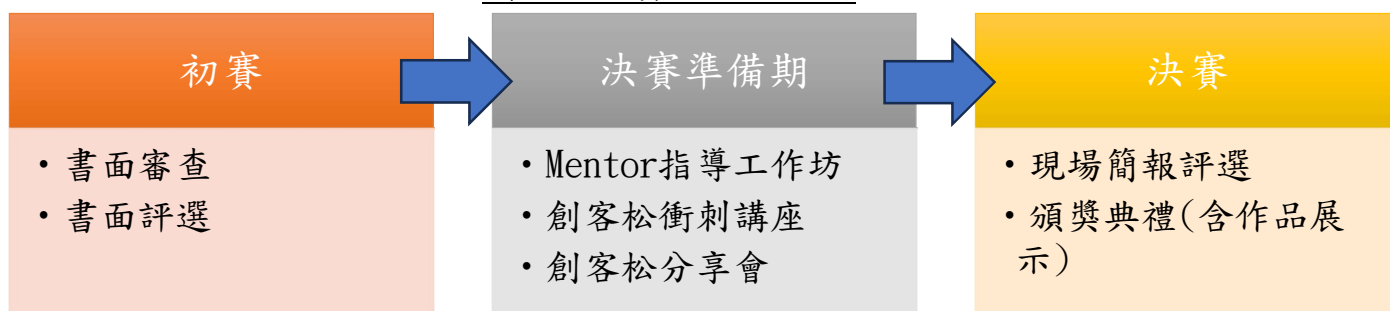 初賽
・書面審查
・書面評選
決賽準備期
・Mentor指導工作坊
・創客松衝刺講座
・創客松分享會
決賽
・現場簡報評選
・頒獎典禮(含作品展
示)